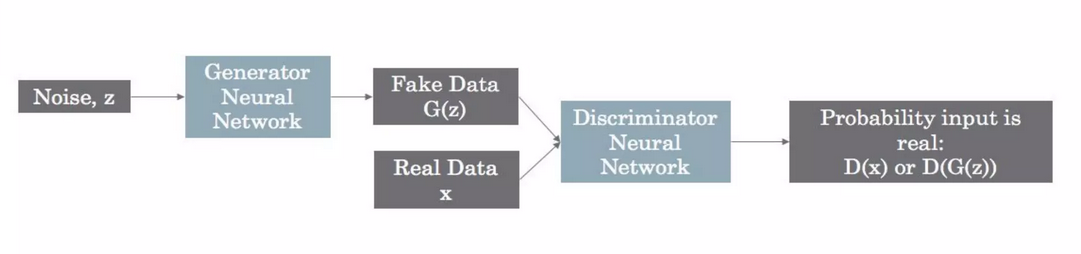 Noise, z
Generator
Neural
Network
Fake Data
G(z)
Real Data
x
Discriminator
Neural
Network
Probability input is
real:
D(x) or D(G(z))